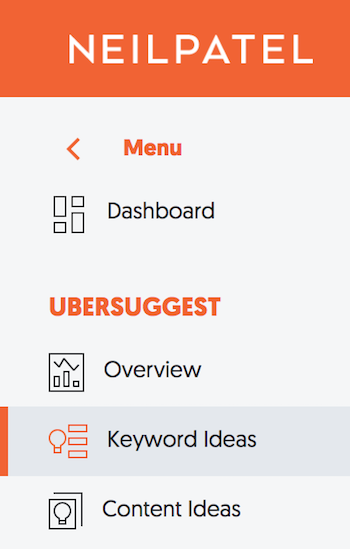 NEILPATEL
Menu
Dashboard
UBERSUGGEST
Overview
Keyword Ideas
Content Ideas